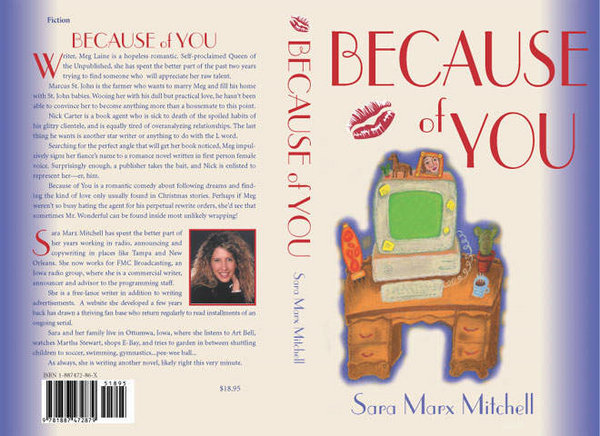 Fiction
BECAUSE of YOU
Writer, Meg Laine is a hopeless romantic. Self-proclaimed Queen of
the Unpublished, she has spent the better part of the past two years
trying to find someone who will appreciate her raw talent.
Marcus St. John is the farmer who wants to marry Meg and fill his home
with St. John babies. Wooing her with his dull but practical love, he hasn't been
able to convince her to become anything more than a housemate to this point.
Nick Carter is a book agent who is sick to death of the spoiled habits of
his glitzy clientele, and is equally tired of overanalyzing relationships. The last
thing he wants is another star writer or anything to do with the L word.
Searching for the perfect angle that will get her book noticed, Meg impul-
sively signs her fiance's name to a romance novel written in first person female
voice. Surprisingly enough, a publisher takes the bait, and Nick is enlisted to
represent her—er, him.
Because of You is a romantic comedy about following dreams and find-
ing the kind of love only usually found in Christmas stories. Perhaps if Meg
weren't so busy hating the agent for his perpetual rewrite orders, she'd see that
sometimes Mr. Wonderful can be found inside most unlikely wrapping!
Sara Marx Mitchell has spent the better part of
her years working in radio, announcing and
copywriting in places like Tampa and New
Orleans. She now works for FMC Broadcasting, an
Iowa radio group, where she is a commercial writer,
announcer and advisor to the programming staff.
She is a free-lance writer in addition to writing
advertisements. A website she developed a few years
back has drawn a thriving fan base who return regularly to read installments of an
ongoing serial.
Sara and her family live in Ottumwa, Iowa, where she listens to Art Bell,
watches Martha Stewart, shops E-Bay, and tries to garden in between shuttling
children to soccer, swimming, gymnastics...pee-wee ball...
As always, she is writing another novel, likely right this very minute.
ISBN 1-887472-86-X
51895
9 781887 472879
$18.95
BECAUSE of YOU
Sara Marx Mitchell
BECAUSE
of YOU
Sara Marx Mitchell